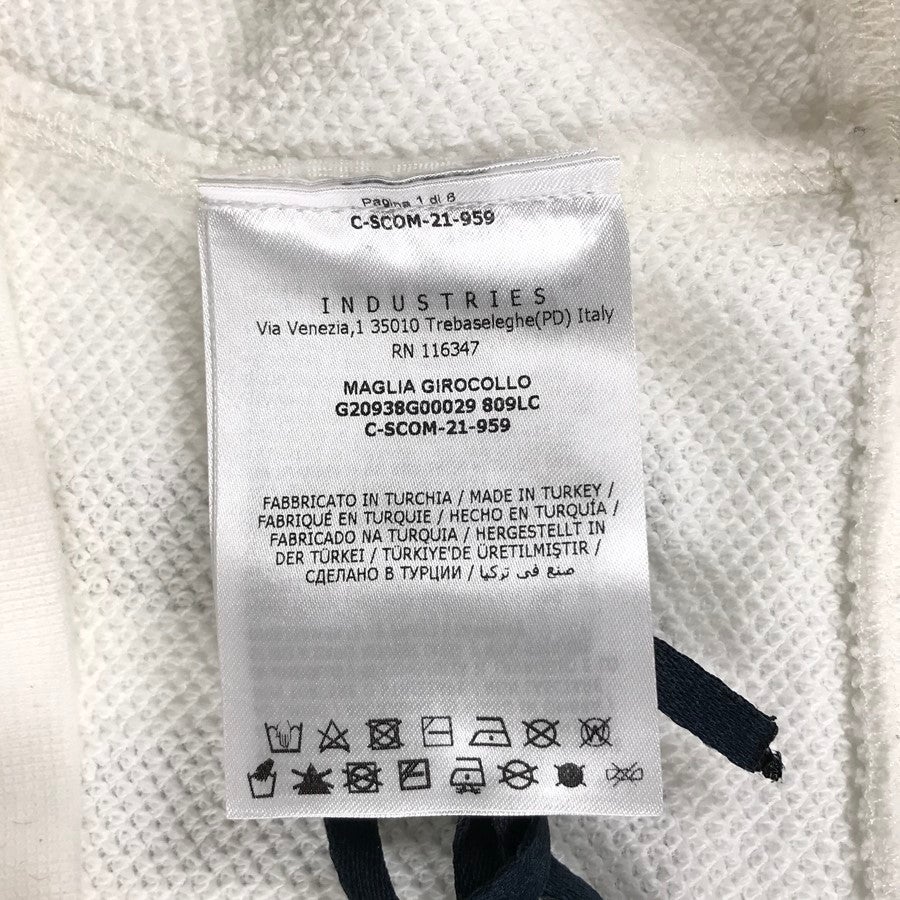 Pagina 1 di 8
C-SCOM-21-959
INDUSTRIES
Via Venezia,1 35010 Trebaseleghe(PD) Italy
RN 116347
MAGLIA GIROCOLLO
G20938G00029 809LC
C-SCOM-21-959
FABBRICATO IN TURCHIA / MADE IN TURKEY /
FABRIQUÉ EN TURQUIE / HECHO EN TURQUÍA /
FABRICADO NA TURQUIA / HERGESTELLT IN
DER TÜRKEI / TÜRKİYE'DE ÜRETILMIŞTIR /
СДЕЛАНО В ТУРЦИИ / صنع في تركيا